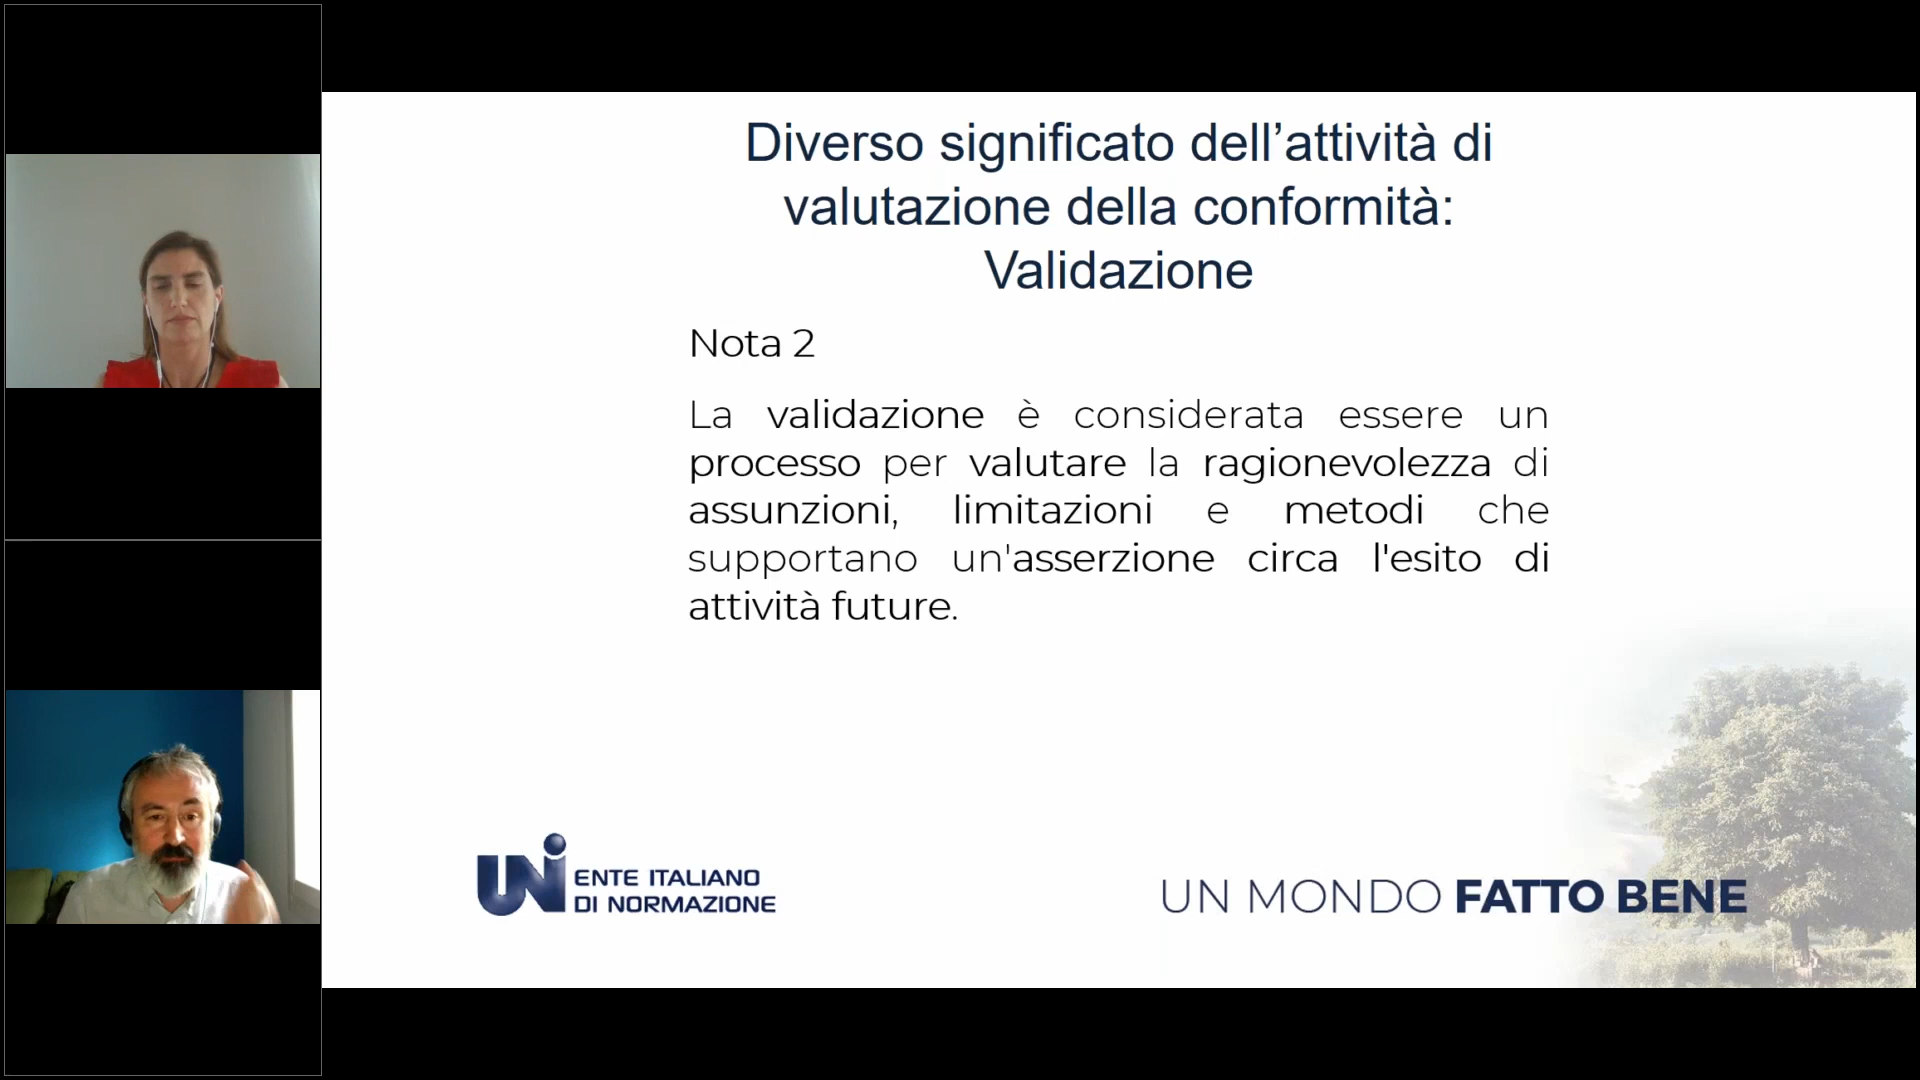 Diverso significato dell’attività di
valutazione della conformità:
Validazione
Nota 2
La validazione è considerata essere un
processo per valutare la ragionevolezza di
assunzioni, limitazioni e metodi che
supportano un'asserzione circa l'esito di
attività future.
UNI ENTE ITALIANO
DI NORMAZIONE
UN MONDO FATTO BENE